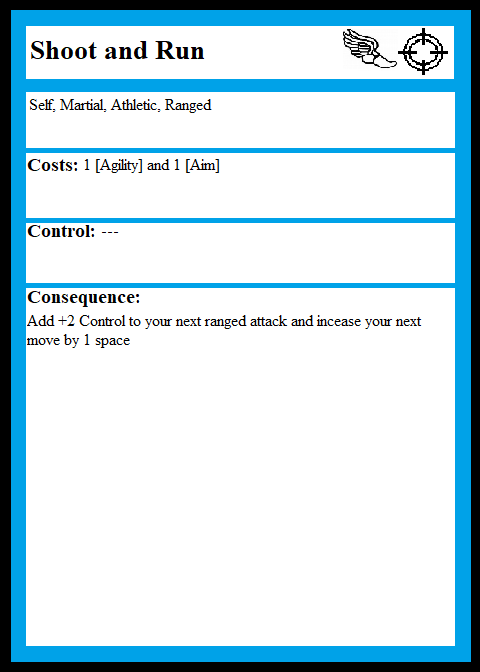 Shoot and Run
Self, Martial, Athletic, Ranged
Costs: 1 [Agility] and 1 [Aim]
Control: ---
Consequence:
Add +2 Control to your next ranged attack and incease your next
move by 1 space